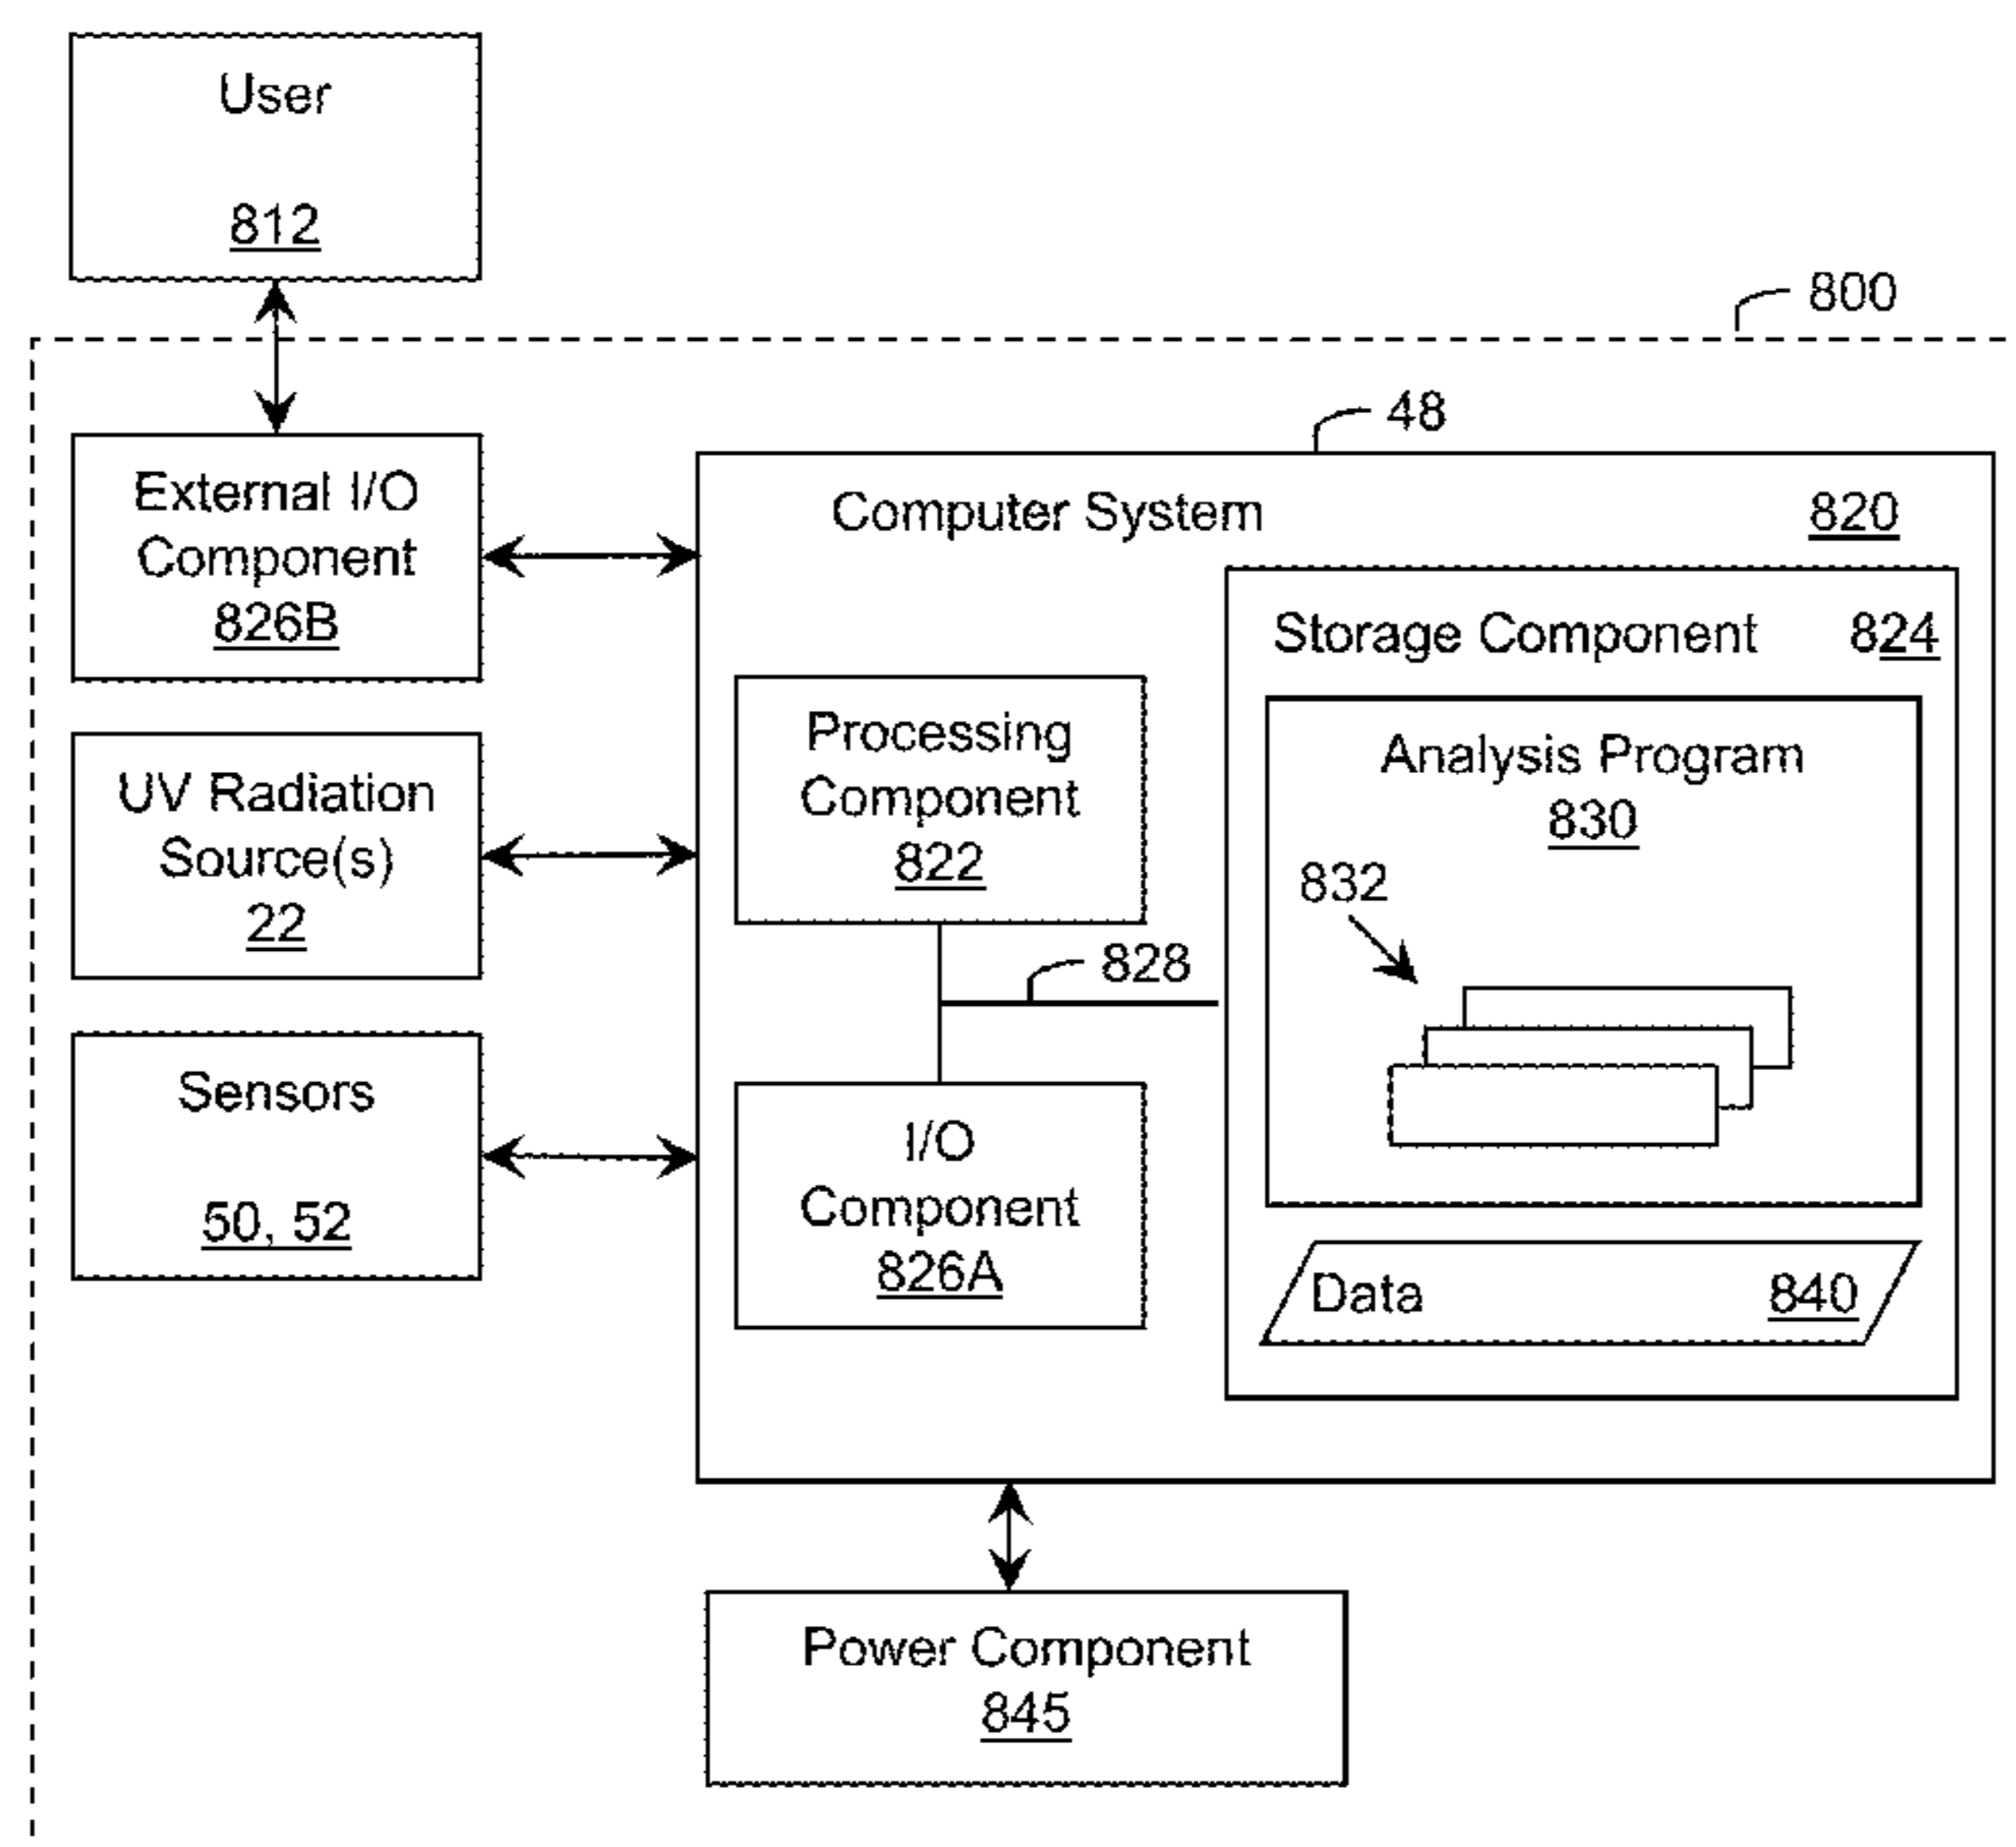 User
812
800
48
External I/O
Component
826B
Computer System 820
Storage Component 824
Processing
Component
822
Analysis Program
830
UV Radiation
Source(s)
22
832
828
Sensors
50, 52
I/O
Component
826A
Data 840
Power Component
845